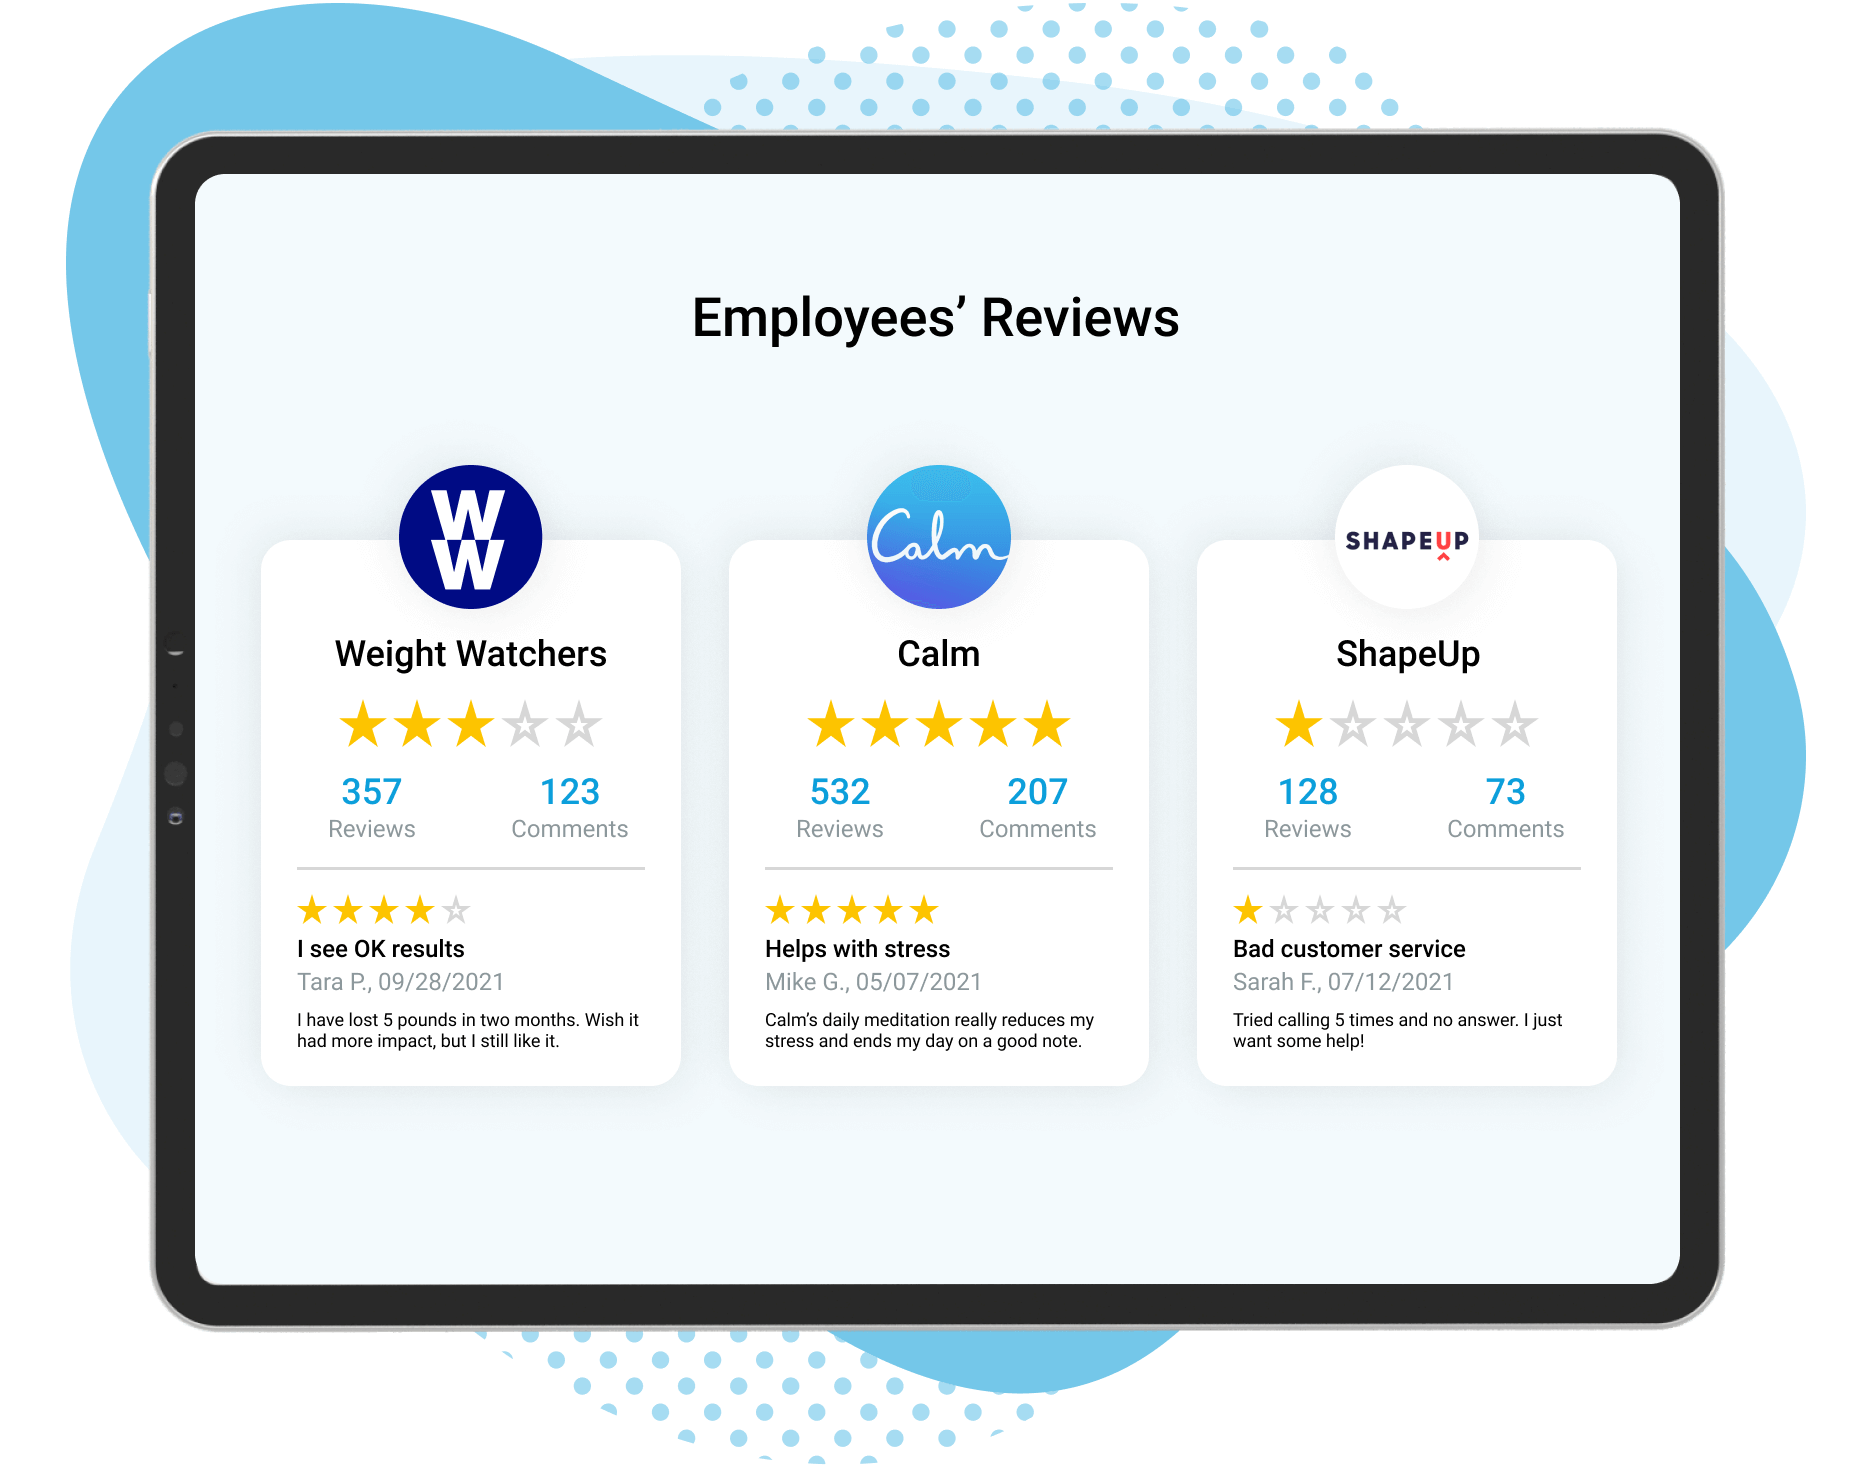 Employees’ Reviews
W
W
Weight Watchers
357
123
Reviews
Comments
I see OK results
Tara P., 09/28/2021
I have lost 5 pounds in two months. Wish it
had more impact, but I still like it.
Calm
Calm
532
207
Reviews
Comments
Helps with stress
Mike G., 05/07/2021
Calm’s daily meditation really reduces my
stress and ends my day on a good note.
SHAPEUP
ShapeUp
128
73
Reviews
Comments
Bad customer service
Sarah F., 07/12/2021
Tried calling 5 times and no answer. I just
want some help!